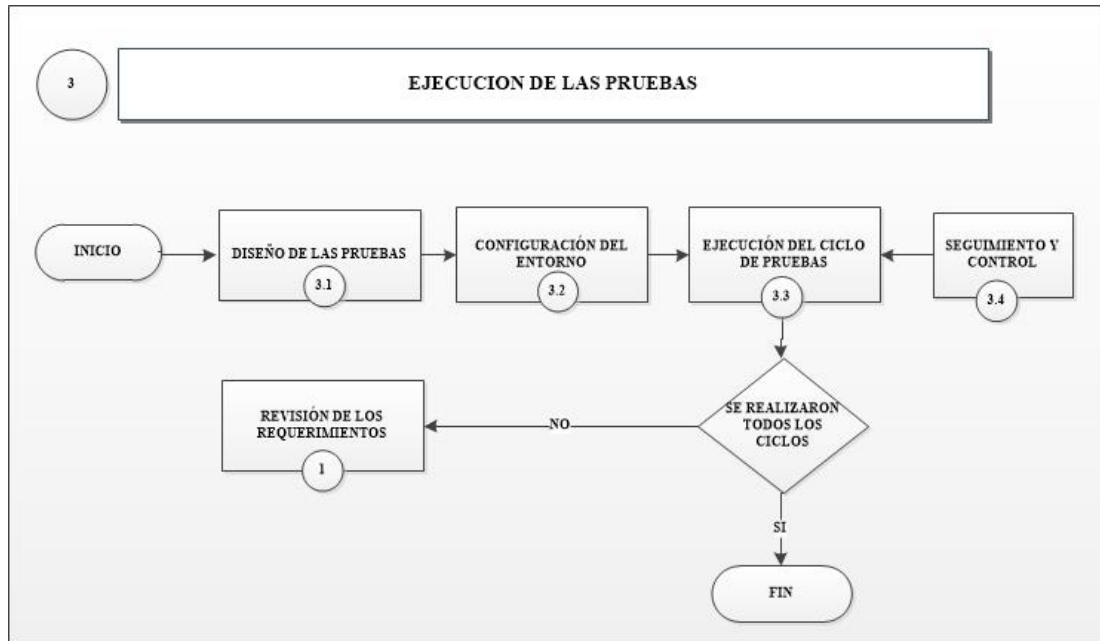 3
EJECUCION DE LAS PRUEBAS
INICIO
DISEÑO DE LAS PRUEBAS
3.1
CONFIGURACIÓN DEL
ENTORNO
3.2
EJECUCIÓN DEL CICLO
DE PRUEBAS
3.3
SEGUIMIENTO Y
CONTROL
3.4
REVISIÓN DE LOS
REQUERIMIENTOS
1
NO
SE REALIZARON
TODOS LOS
CICLOS
SI
FIN